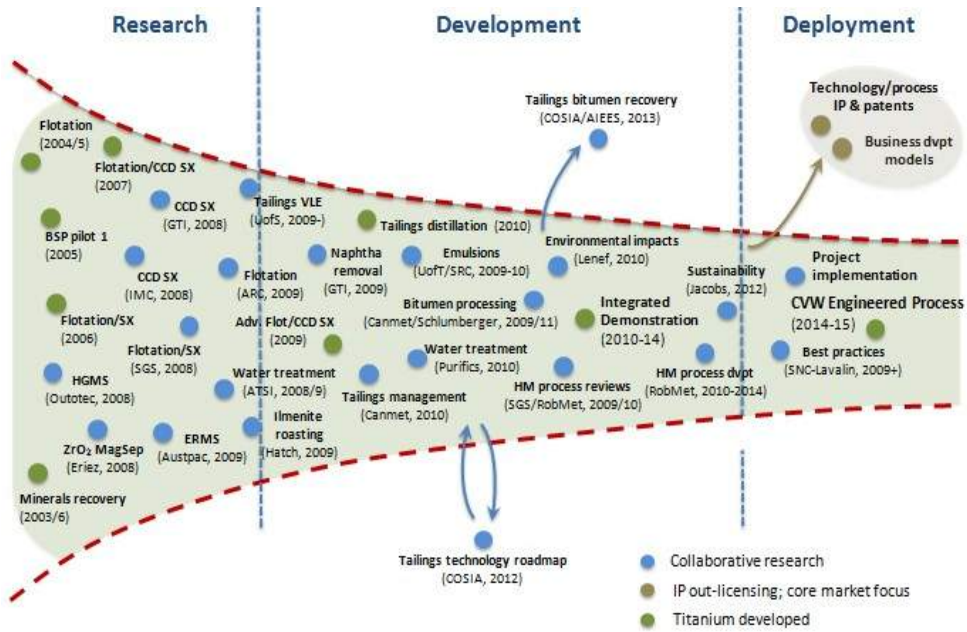 Research
Development
Deployment
Flotation
(2004/5)
Flotation/CCD SX
(2007)
CCD SX
(GTI, 2008)
Tailings VLE
(UofS, 2009-)
BSP pilot 1
(2005)
CCD SX
(IMC, 2008)
Flotation
(ARC, 2009)
Flotation/SX
(2006)
Flotation/SX
(SGS, 2008)
HGMS
(Outotec, 2008)
Water treatment
(ATSI, 2008/9)
ZrO₂ MagSep
(Eriez, 2008)
ERMS
(Austpac, 2009)
Ilmenite
roasting
(Hatch, 2009)
Minerals recovery
(2003/6)
Tailings bitumen recovery
(COSIA/AIEES, 2013)
Tailings distillation (2010)
Naphtha
removal
(GTI, 2009)
Emulsions
(UofT/SRC, 2009-10)
Environmental impacts
(Lenef, 2010)
Adv. Flot/CCD SX
(2009)
Bitumen processing
(Canmet/Schlumberger, 2009/11)
Integrated
Demonstration
(2010-14)
Sustainability
(Jacobs, 2012)
Water treatment
(Purifics, 2010)
Tailings management
(Canmet, 2010)
HM process reviews
(SGS/RobMet, 2009/10)
HM process dvpt
(RobMet, 2010-2014)
Tailings technology roadmap
(COSIA, 2012)
Technology/process
IP & patents
Business dvpt
models
Project
implementation
CVW Engineered Process
(2014-15)
Best practices
(SNC-Lavalin, 2009+)
Collaborative research
IP out-licensing; core market focus
Titanium developed